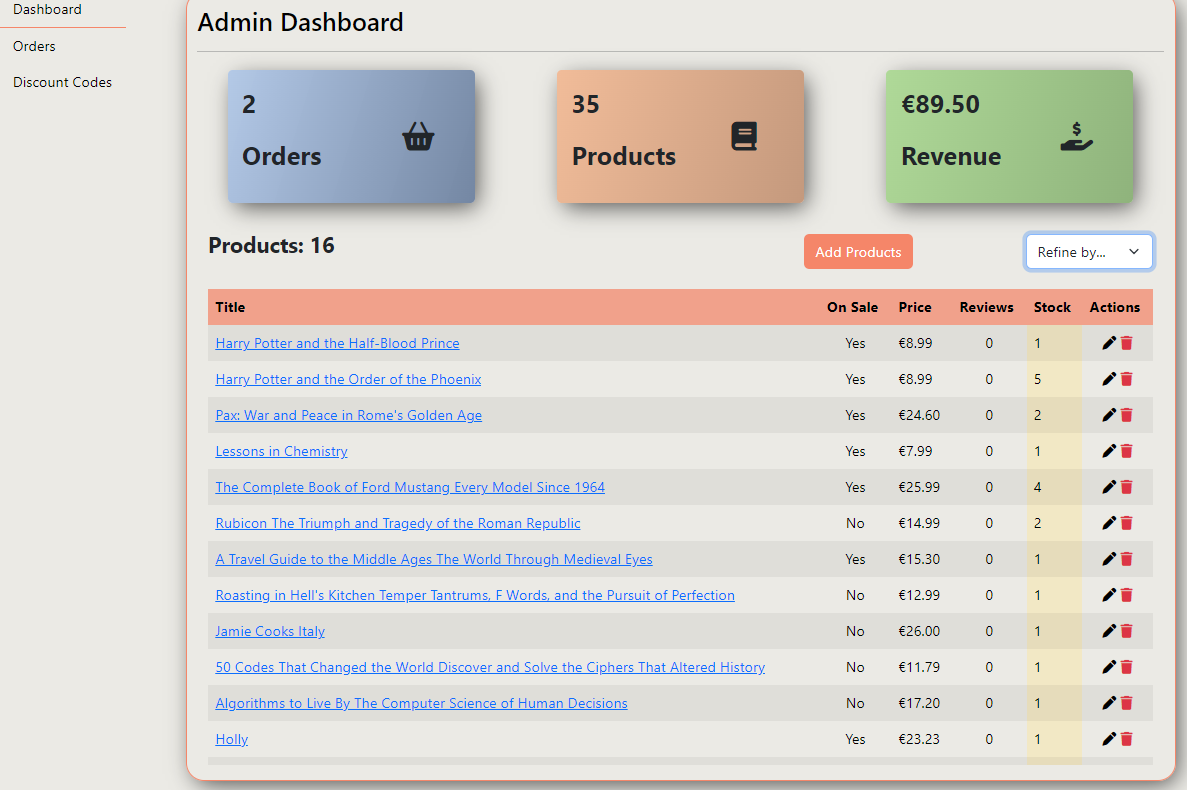 Dashboard
Orders
Discount Codes
Admin Dashboard
2
Orders
35
Products
€89.50
Revenue
Products: 16
Add Products
Refine by...
Title On Sale Price Reviews Stock Actions
Harry Potter and the Half-Blood Prince Yes €8.99 0 1
Harry Potter and the Order of the Phoenix Yes €8.99 0 5
Pax: War and Peace in Rome's Golden Age Yes €24.60 0 2
Lessons in Chemistry Yes €7.99 0 1
The Complete Book of Ford Mustang Every Model Since 1964 Yes €25.99 0 4
Rubicon The Triumph and Tragedy of the Roman Republic No €14.99 0 2
A Travel Guide to the Middle Ages The World Through Medieval Eyes Yes €15.30 0 1
Roasting in Hell's Kitchen Temper Tantrums, F Words, and the Pursuit of Perfection No €12.99 0 1
Jamie Cooks Italy No €26.00 0 1
50 Codes That Changed the World Discover and Solve the Ciphers That Altered History No €11.79 0 1
Algorithms to Live By The Computer Science of Human Decisions No €17.20 0 1
Holly Yes €23.23 0 1